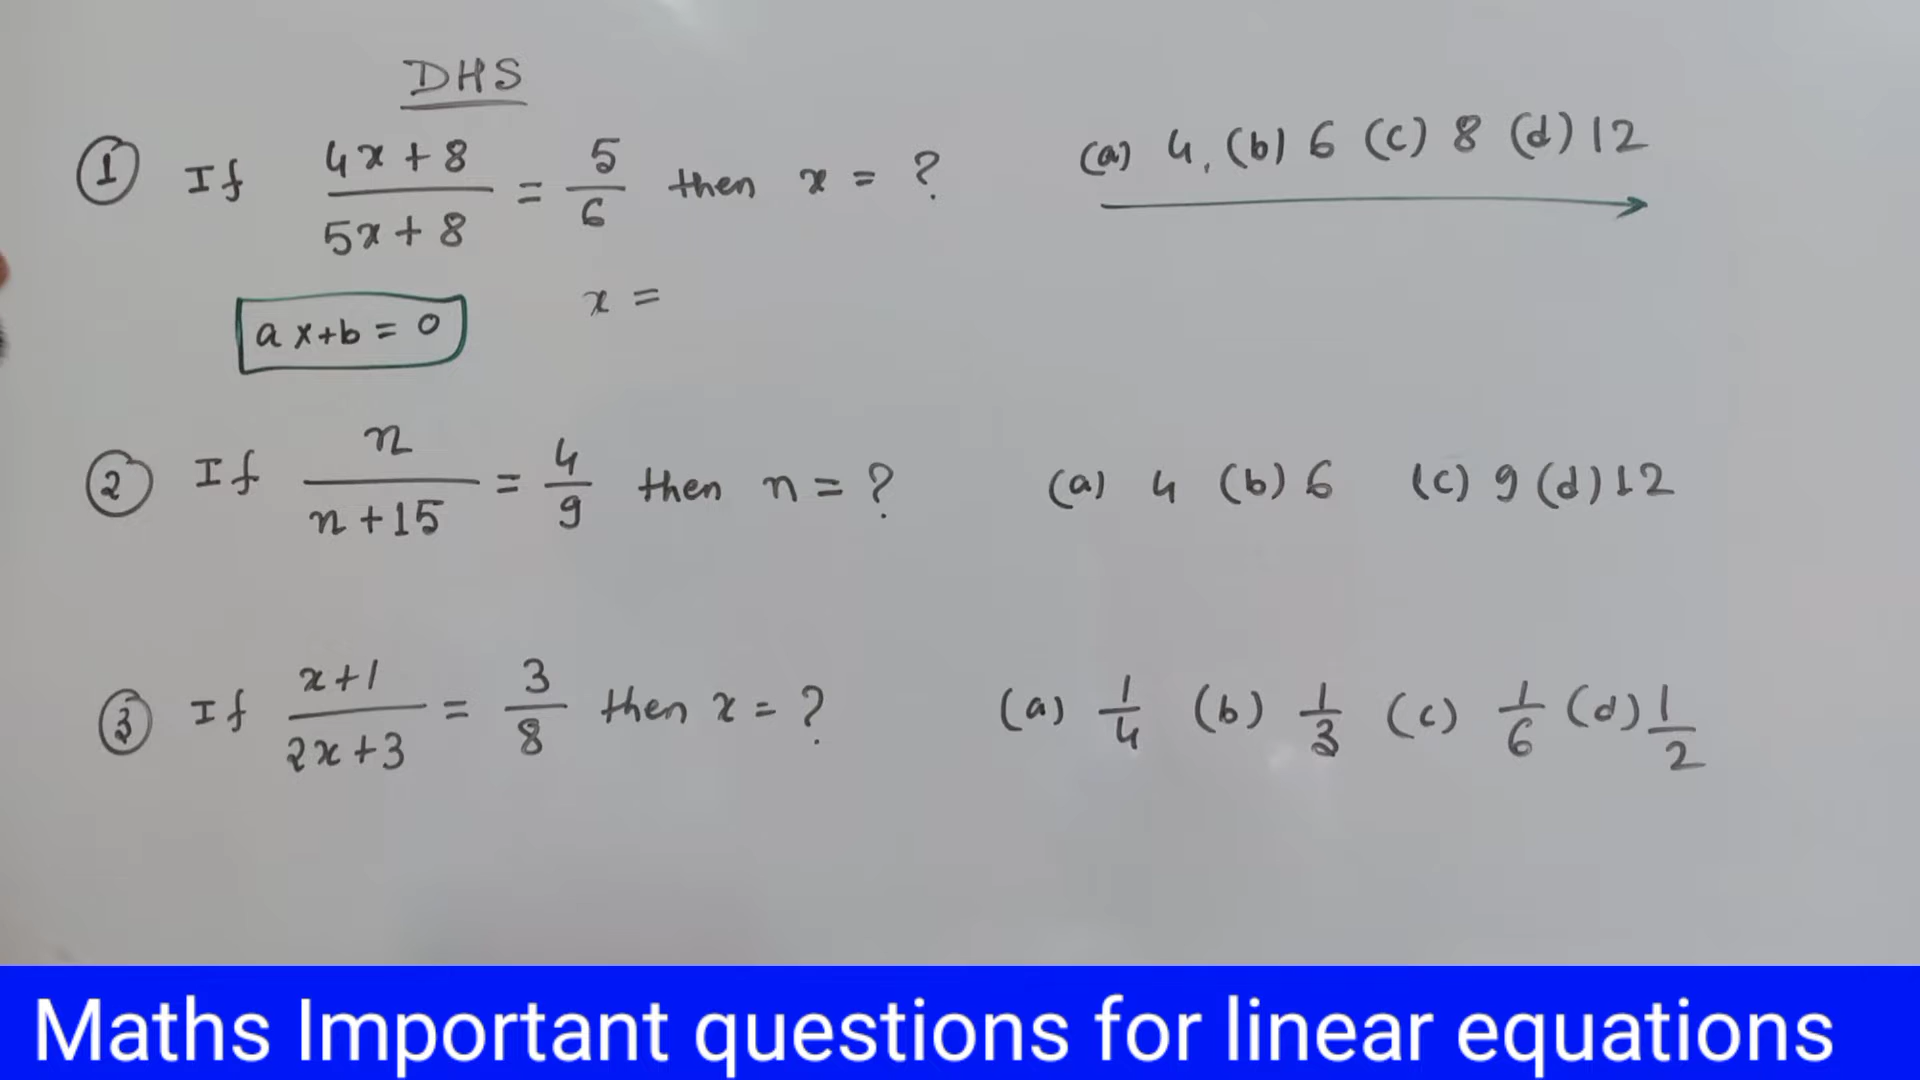 DHS
① If 4x+8/5x+8 = 5/6 then x = ? (a) 4, (b) 6 (c) 8 (d) 12
x =
ax+b = 0
② If n/n+15 = 4/9 then n = ? (a) 4 (b) 6 (c) 9 (d) 12
③ If x+1/2x+3 = 3/8 then x = ? (a) 1/4 (b) 1/3 (c) 1/6 (d) 1/2
Maths Important questions for linear equations